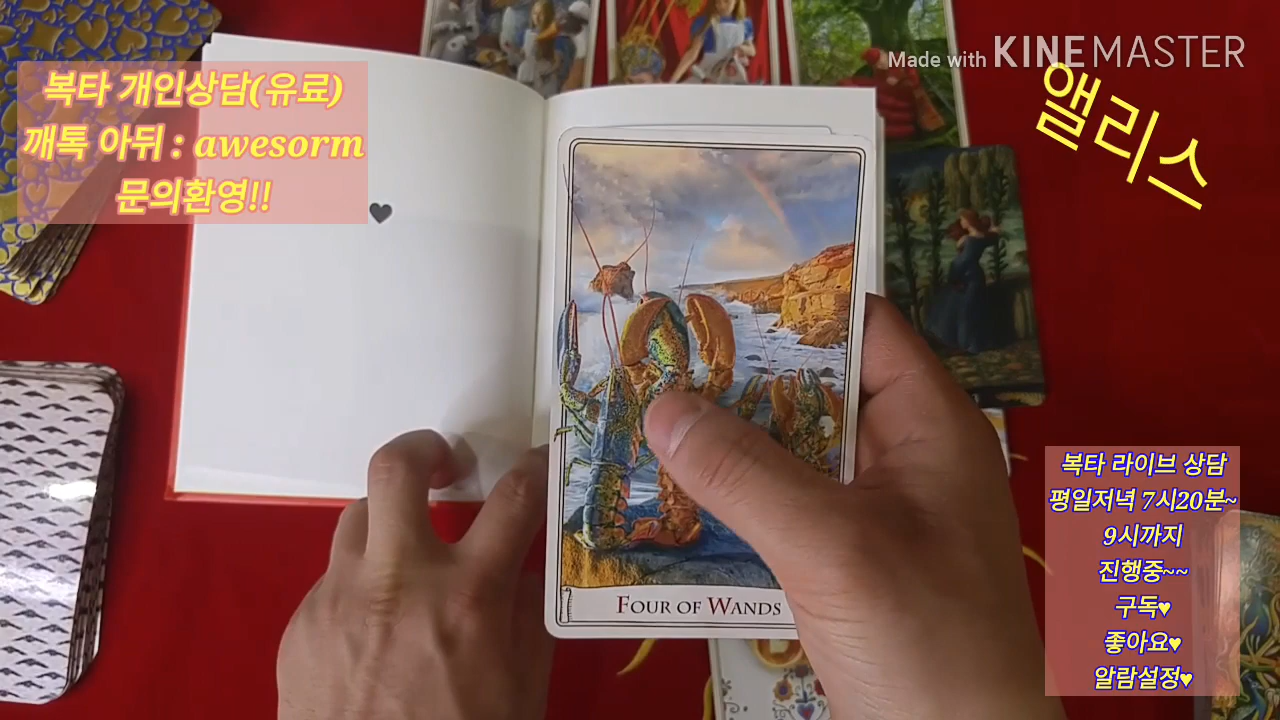 Made with KINEMASTER
복타 개인상담(유료)
깨톡 아뒤 : awesorm
문의환영!!
앨리스
FOUR OF WANDS
복타 라이브 상담
평일저녁 7시20분~
9시까지
진행중~~
구독♥
좋아요♥
알람설정♥